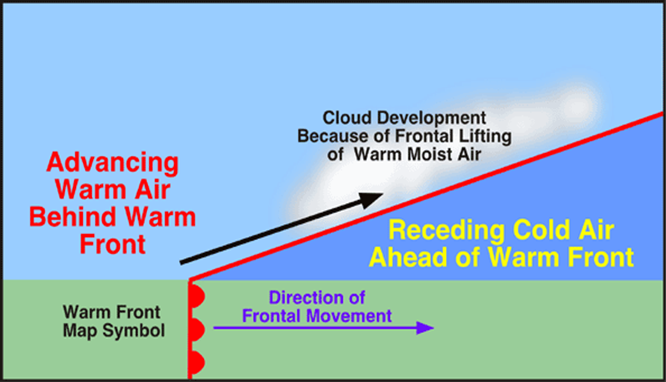 Cloud Development
Because of Frontal Lifting
of Warm Moist Air
Advancing
Warm Air
Behind Warm
Front
Receding Cold Air
Ahead of Warm Front
Warm Front
Map Symbol
Direction of
Frontal Movement